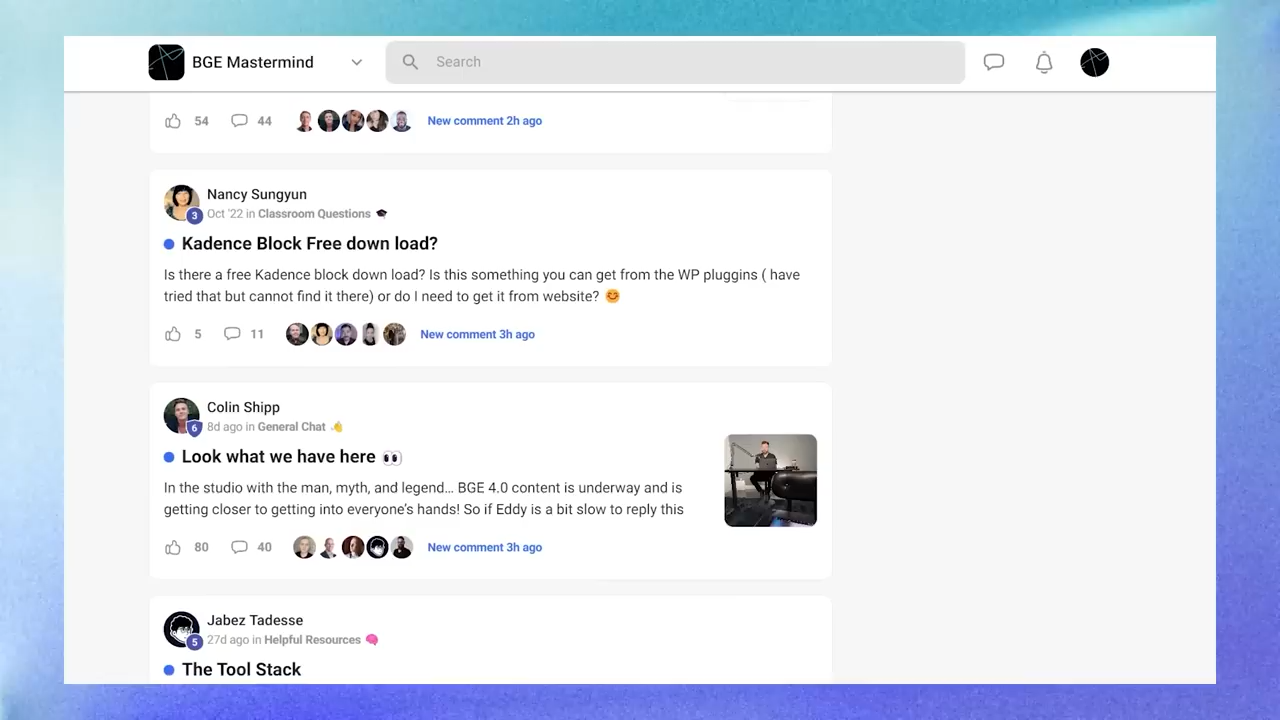 BGE Mastermind
Search
54 44 New comment 2h ago
Nancy Sungyun
3 Oct '22 in Classroom Questions 🎓
Kadence Block Free down load?
Is there a free Kadence block down load? Is this something you can get from the WP pluggins ( have
tried that but cannot find it there) or do I need to get it from website? 😊
5 11 New comment 3h ago
Colin Shipp
6 8d ago in General Chat 👋
Look what we have here 👀
In the studio with the man, myth, and legend... BGE 4.0 content is underway and is
getting closer to getting into everyone's hands! So if Eddy is a bit slow to reply this
80 40 New comment 3h ago
Jabez Tadesse
5 27d ago in Helpful Resources 🧠
The Tool Stack